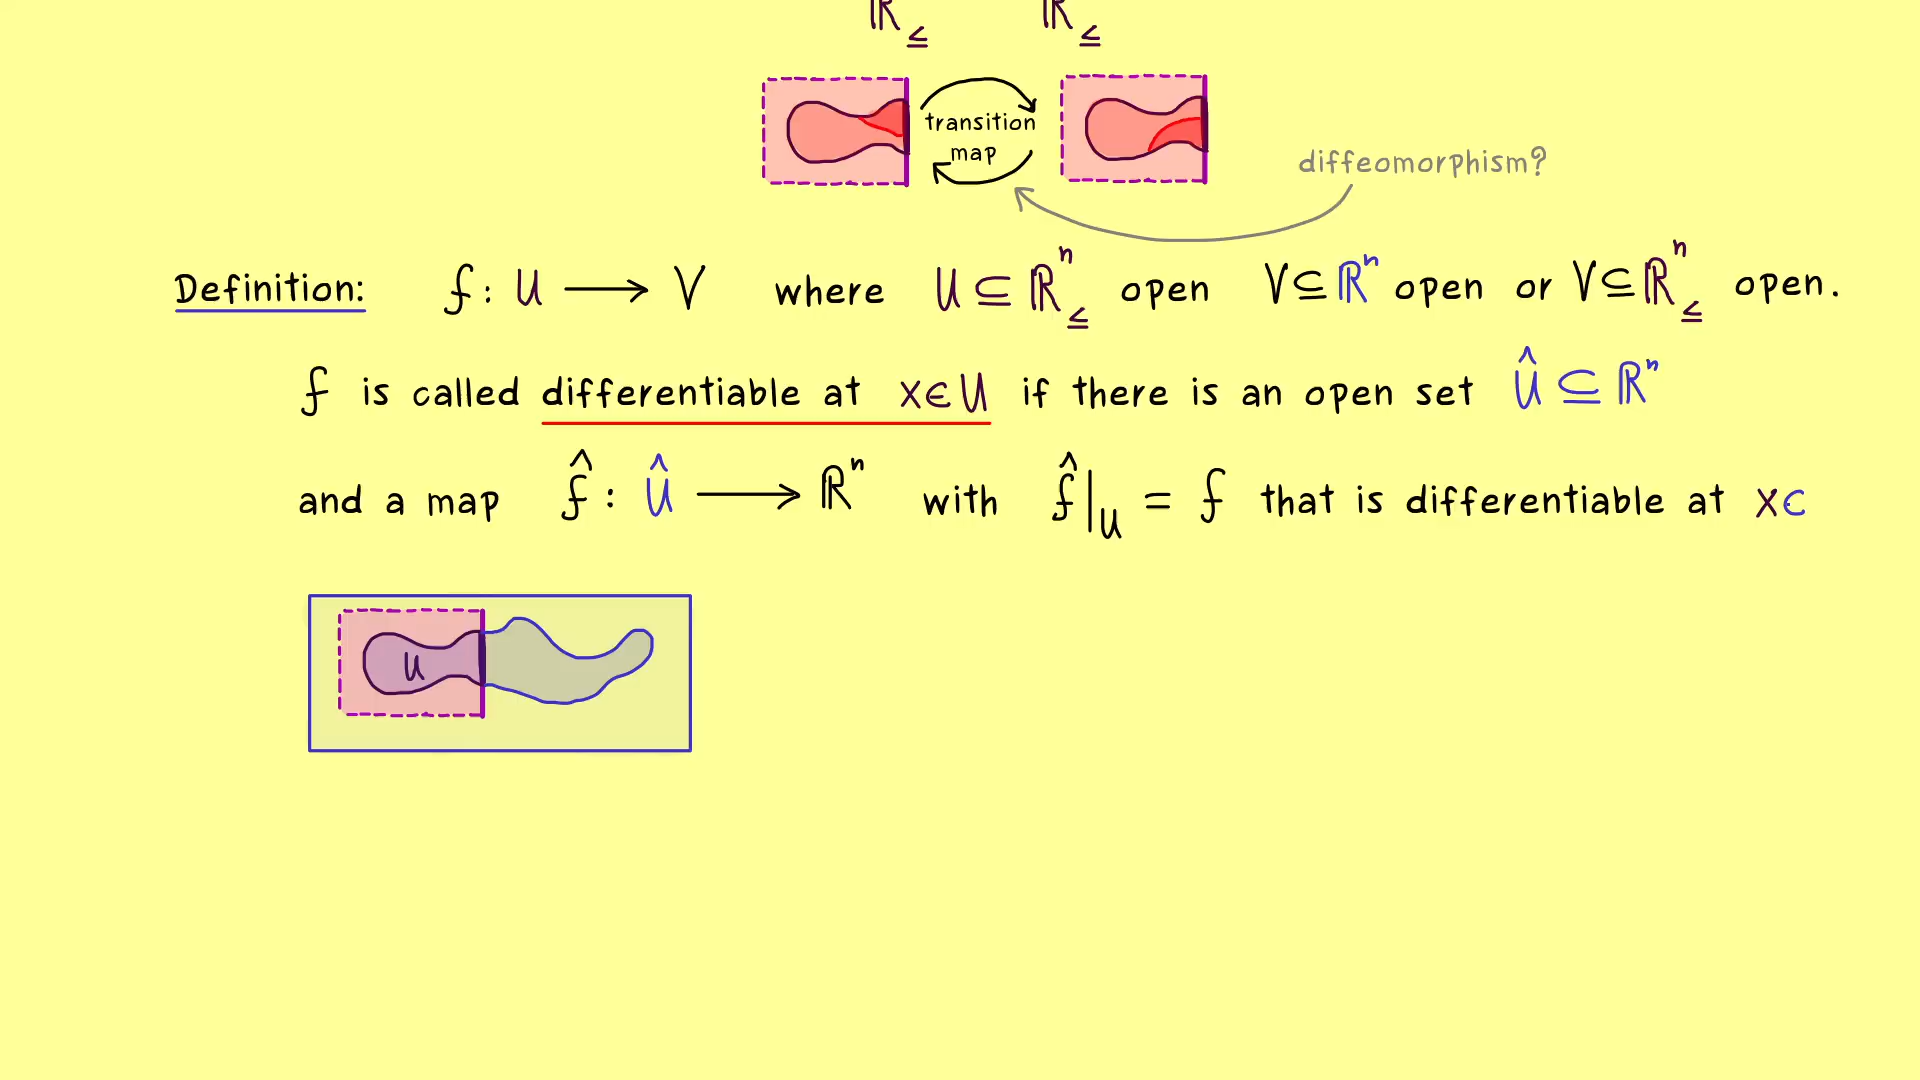 ℝ≤ ℝ≤
transition
map
diffeomorphism?
Definition: f: U ⟶ V where U ⊆ ℝⁿ≤ open V ⊆ ℝⁿ open or V ⊆ ℝⁿ≤ open.
f is called differentiable at x∈U if there is an open set Û ⊆ ℝⁿ
and a map f̂ : Û ⟶ ℝⁿ with f̂|U = f that is differentiable at x∈
U